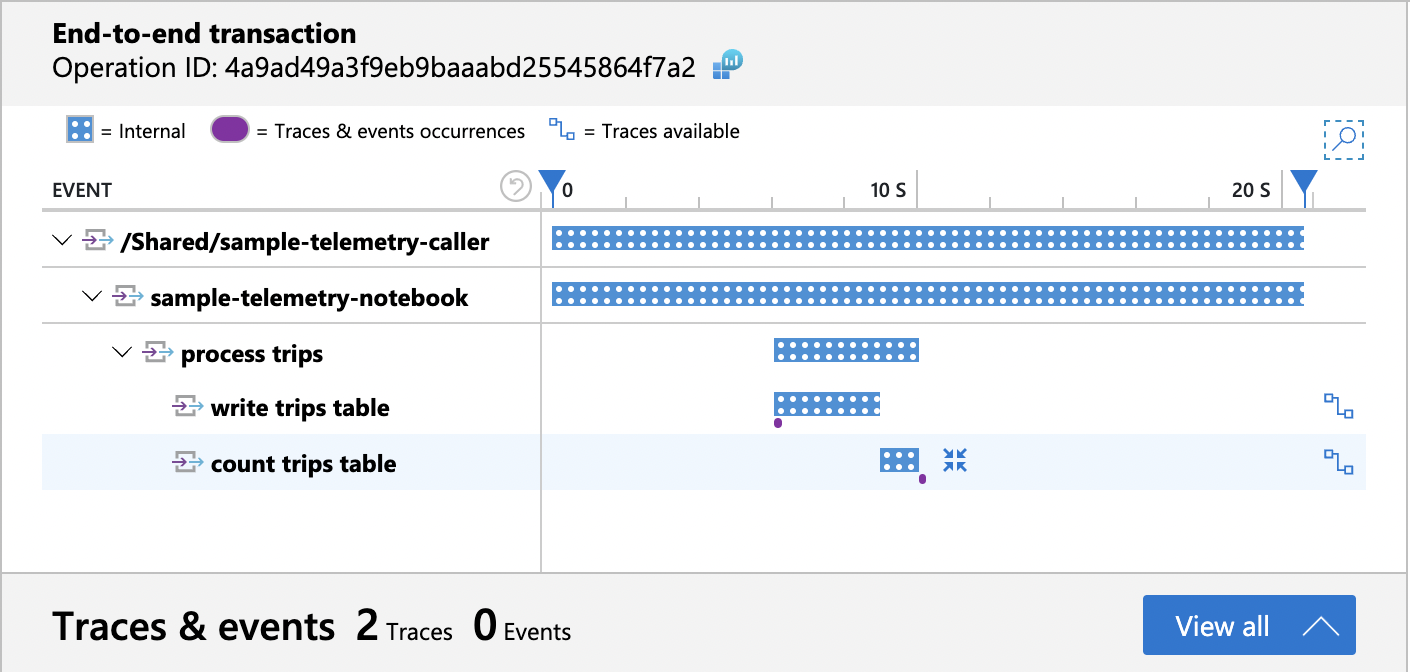 End-to-end transaction
Operation ID: 4a9ad49a3f9eb9baaabd25545864f7a2
= Internal = Traces & events occurrences = Traces available
EVENT 0 10 S 20 S
/Shared/sample-telemetry-caller
sample-telemetry-notebook
process trips
write trips table
count trips table
Traces & events 2 Traces 0 Events View all